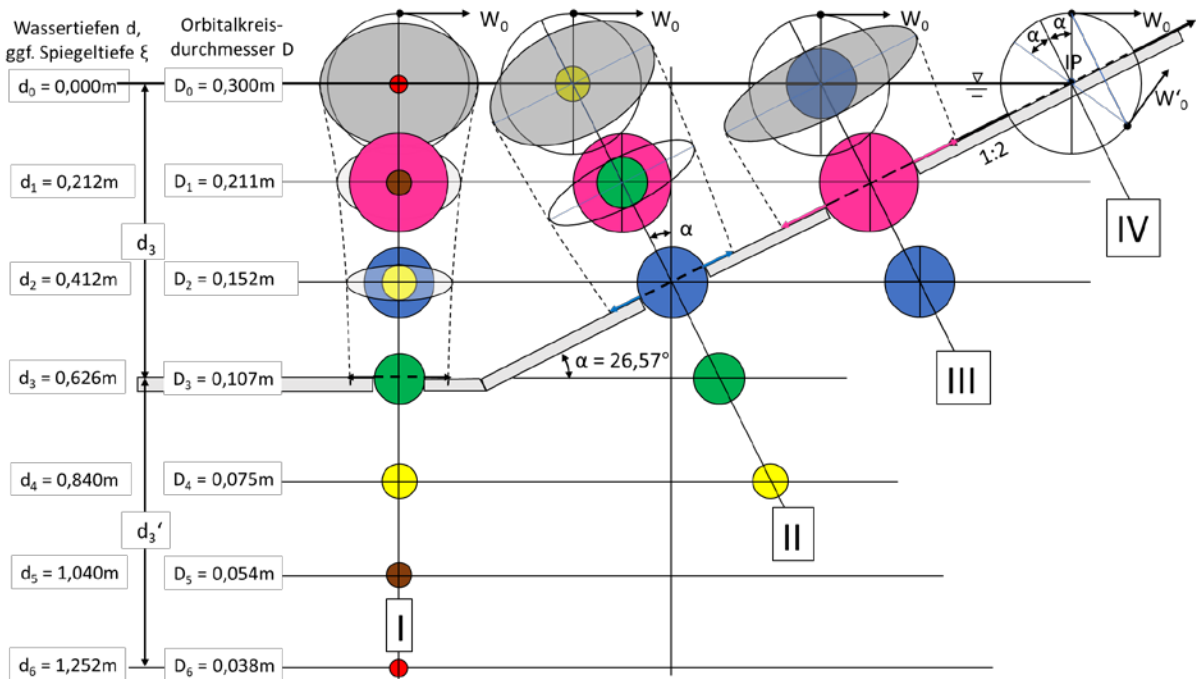 Wassertiefen d,
ggf. Spiegeltiefe ξ
Orbitalkreis-
durchmesser D
W₀
W₀
W₀
W₀
α
α
IP
W'₀
d₀ = 0,000m
D₀ = 0,300m
1:2
d₁ = 0,212m
D₁ = 0,211m
IV
d₃
α
d₂ = 0,412m
D₂ = 0,152m
α = 26,57°
d₃ = 0,626m
D₃ = 0,107m
III
d₄ = 0,840m
D₄ = 0,075m
d₃‘
II
d₅ = 1,040m
D₅ = 0,054m
I
d₆ = 1,252m
D₆ = 0,038m